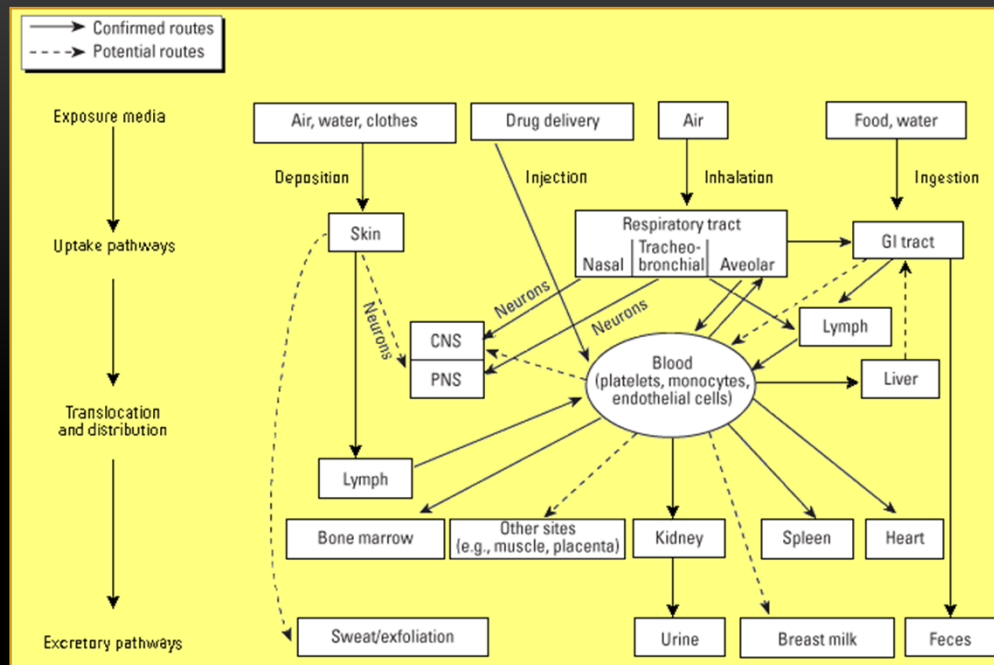 Confirmed routes
Potential routes
Exposure media
Air, water, clothes
Drug delivery
Air
Food, water
Deposition
Injection
Inhalation
Ingestion
Uptake pathways
Skin
Respiratory tract
Nasal
Tracheo-
bronchial
Aveolar
GI tract
Neurons
Neurons
Neurons
CNS
PNS
Lymph
Blood
(platelets, monocytes,
endothelial cells)
Liver
Translocation
and distribution
Lymph
Bone marrow
Other sites
(e.g., muscle, placenta)
Kidney
Spleen
Heart
Excretory pathways
Sweat/exfoliation
Urine
Breast milk
Feces